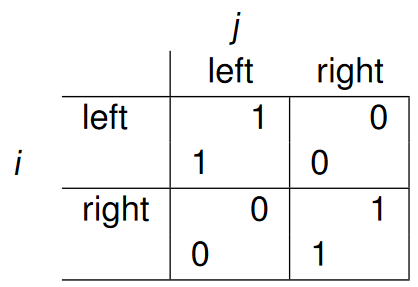 j
left right
left 1 0
i 1 0
right 0 1
0 1